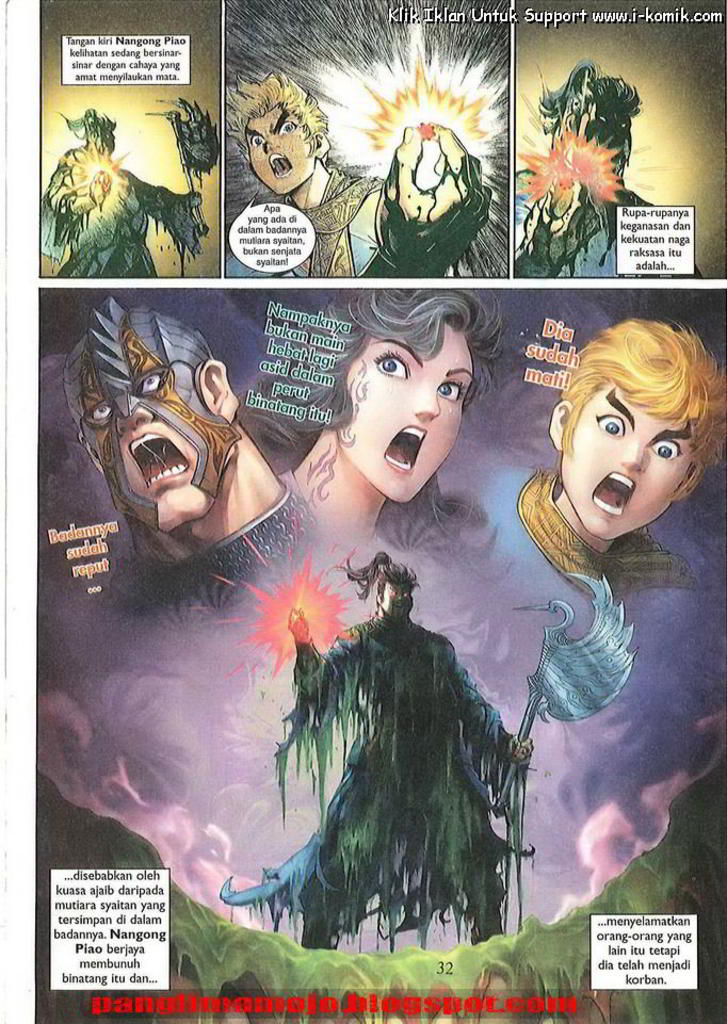 Klik Iklan Untuk Support www.i-komik.com
Tangan kiri Nangong Piao
kelihatan sedang bersinar-
sinar dengan cahaya yang
amat menyilaukan mata.
Apa
yang ada di
dalam badannya
mutiara syaitan,
bukan senjata
syaitan!
Rupa-rupanya
keganasan dan
kekuatan naga
raksasa itu
adalah...
Nampaknya
bukan main
hebat lagi
asid dalam
perut
binatang itu!
Dia
sudah
mati!
Badannya
sudah
reput
...
...disebabkan oleh
kuasa ajaib daripada
mutiara syaitan yang
tersimpan di dalam
badannya. Nangong
Piao berjaya
membunuh
binatang itu dan...
...menyelamatkan
orang-orang yang
lain itu tetapi
dia telah menjadi
korban.
32
panglimamojo.blogspot.com